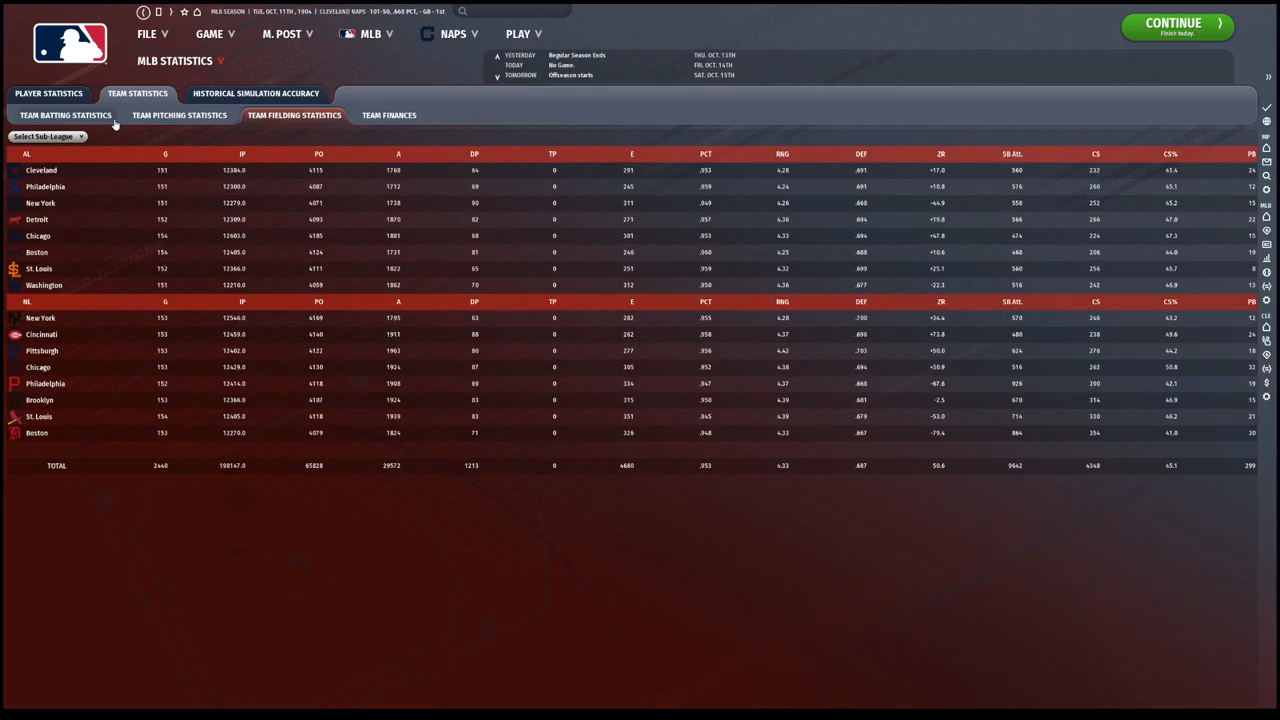 MLB SEASON | TUE. OCT. 11TH, 1904 | CLEVELAND NAPS 101-50, .668 PCT, - GB - 1st
FILE GAME M. POST MLB NAPS PLAY
CONTINUE
Finish today.
MLB STATISTICS
YESTERDAY Regular Season Ends THU. OCT. 13TH
TODAY No Game. FRI. OCT. 14TH
TOMORROW Offseason starts SAT. OCT. 15TH
PLAYER STATISTICS TEAM STATISTICS HISTORICAL SIMULATION ACCURACY
TEAM BATTING STATISTICS TEAM PITCHING STATISTICS TEAM FIELDING STATISTICS TEAM FINANCES
Select Sub-League
AL G IP PO A DP TP E PCT RNG DEF ZR SB Att. CS CS% PB
Cleveland 151 12384.0 4115 1768 64 0 291 .953 4.28 .691 +17.0 560 232 41.4 24
Philadelphia 151 12300.0 4087 1712 69 0 245 .959 4.24 .691 +10.8 576 260 45.1 12
New York 151 12279.0 4071 1738 90 0 311 .949 4.26 .668 -44.9 558 252 45.2 15
Detroit 152 12309.0 4093 1870 82 0 271 .957 4.36 .694 +19.8 566 266 47.0 22
Chicago 154 12603.0 4185 1881 68 0 301 .953 4.33 .694 +47.8 474 224 47.3 15
Boston 154 12405.0 4124 1731 81 0 246 .960 4.25 .688 +10.6 468 206 44.0 19
St. Louis 152 12366.0 4111 1822 65 0 251 .959 4.32 .699 +25.1 560 256 45.7 8
Washington 151 12210.0 4059 1862 70 0 312 .950 4.36 .677 -22.3 516 242 46.9 13
NL G IP PO A DP TP E PCT RNG DEF ZR SB Att. CS CS% PB
New York 153 12546.0 4169 1795 63 0 282 .955 4.28 .700 +34.4 570 246 43.2 12
Cincinnati 153 12459.0 4140 1911 88 0 262 .958 4.37 .696 +73.8 480 238 49.6 24
Pittsburgh 153 12402.0 4122 1963 80 0 277 .956 4.42 .703 +50.0 624 276 44.2 18
Chicago 153 12429.0 4130 1924 87 0 305 .952 4.38 .694 +30.9 516 262 50.8 32
Philadelphia 152 12414.0 4118 1908 69 0 334 .947 4.37 .668 -67.6 926 390 42.1 19
Brooklyn 153 12366.0 4107 1924 83 0 315 .950 4.39 .681 -2.5 670 314 46.9 15
St. Louis 154 12405.0 4118 1939 83 0 351 .945 4.39 .679 -53.0 714 330 46.2 21
Boston 153 12270.0 4079 1824 71 0 326 .948 4.33 .667 -79.4 864 354 41.0 30
TOTAL 2440 198147.0 65828 29572 1213 0 4680 .953 4.33 .687 50.6 9642 4348 45.1 299
MP
MLB
CLE